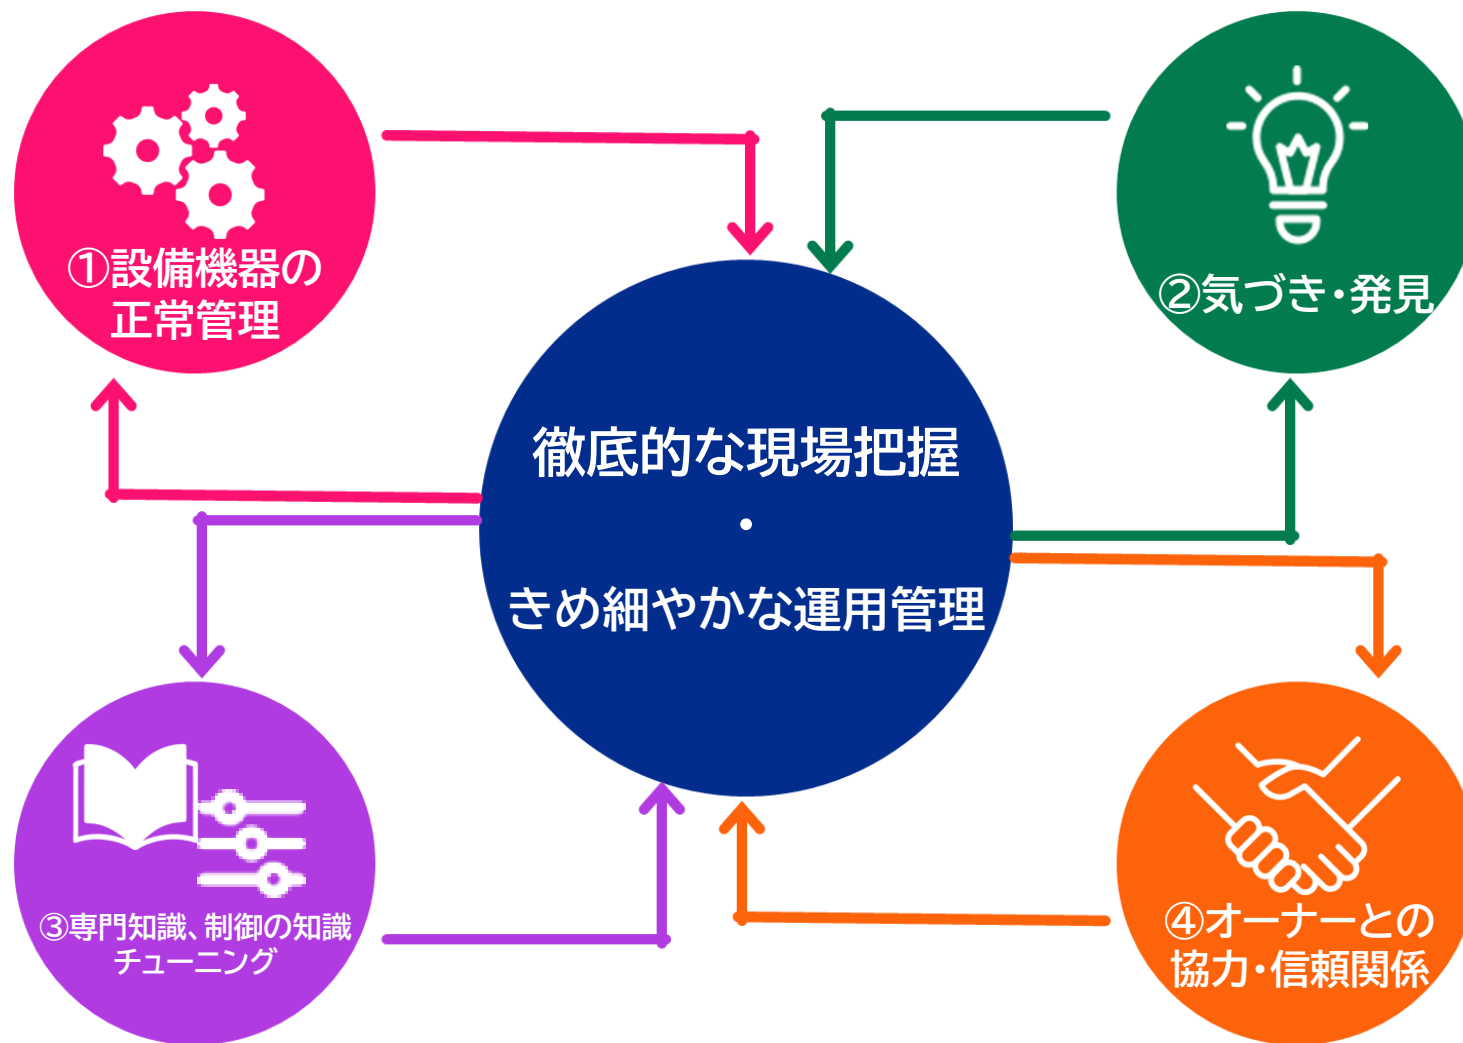 ①設備機器の
正常管理
②気づき・発見
徹底的な現場把握
・
きめ細やかな運用管理
③専門知識、制御の知識
チューニング
④オーナーとの
協力・信頼関係